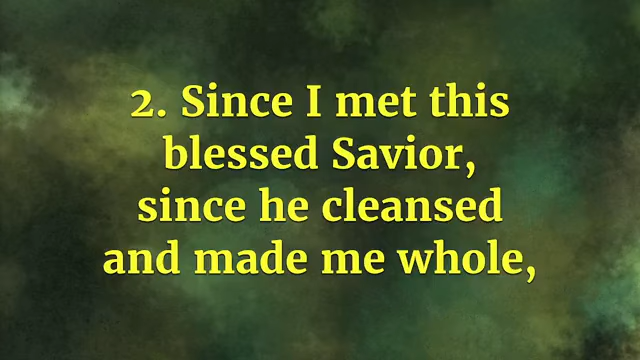 2. Since I met this
blessed Savior,
since he cleansed
and made me whole,